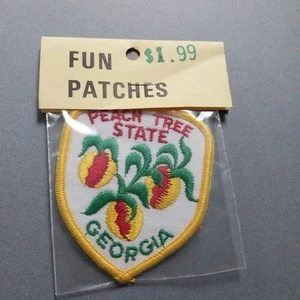 FUN $1.99
PATCHES
PEACH TREE
STATE
GEORGIA